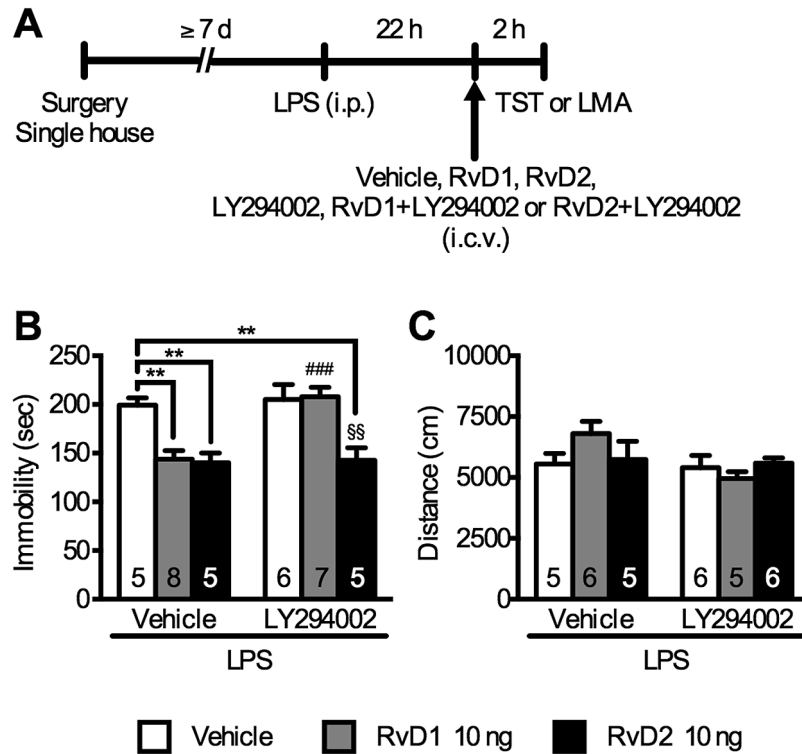 A
≥ 7 d 22 h 2 h
Surgery
Single house
LPS (i.p.)
TST or LMA
Vehicle, RvD1, RvD2,
LY294002, RvD1+LY294002 or RvD2+LY294002
(i.c.v.)
B
Immobility (sec)
250
200
150
100
50
0
**
**
**
###
§§
5 8 5 6 7 5
Vehicle LY294002
LPS
C
Distance (cm)
10000
7500
5000
2500
0
5 6 5 6 5 6
Vehicle LY294002
LPS
Vehicle RvD1 10 ng RvD2 10 ng